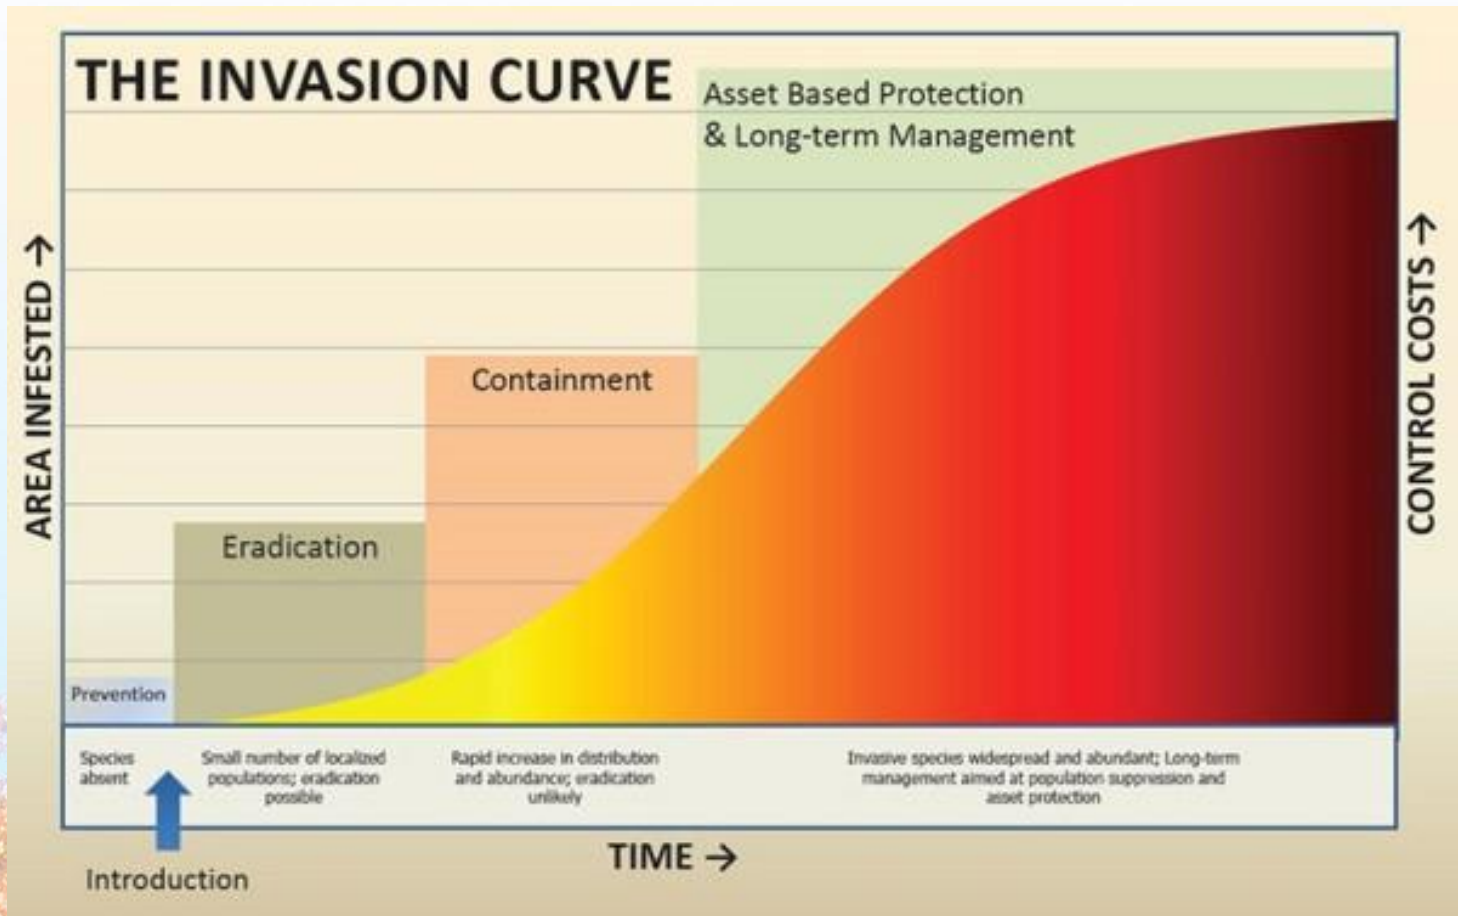 THE INVASION CURVE
Asset Based Protection
& Long-term Management
Containment
Eradication
Prevention
AREA INFESTED →
CONTROL COSTS →
Species
absent
Small number of localized
populations; eradication
possible
Rapid increase in distribution
and abundance; eradication
unlikely
Invasive species widespread and abundant; Long-term
management aimed at population suppression and
asset protection
TIME →
Introduction